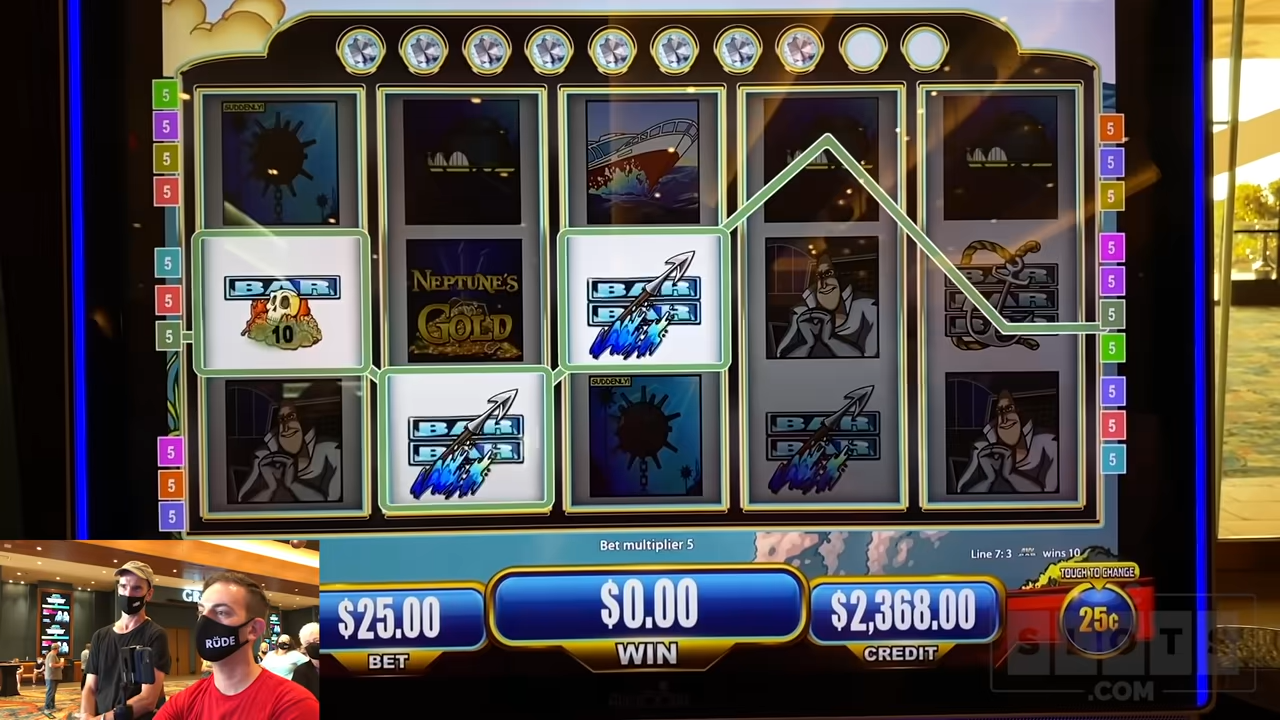 SUDDENLY!
5
5
5
5
5
5
5
5
5
5
BAR
10
NEPTUNE'S
GOLD
BAR
BAR
BAR
BAR
SUDDENLY!
BAR
BAR
BAR
BAR
BAR
5
5
5
5
5
5
5
5
5
5
Bet multiplier 5
Line 7: 3 wins 10
TOUCH TO CHANGE
25¢
$25.00
BET
$0.00
WIN
$2,368.00
CREDIT
RÜDE
SLOTS
.COM